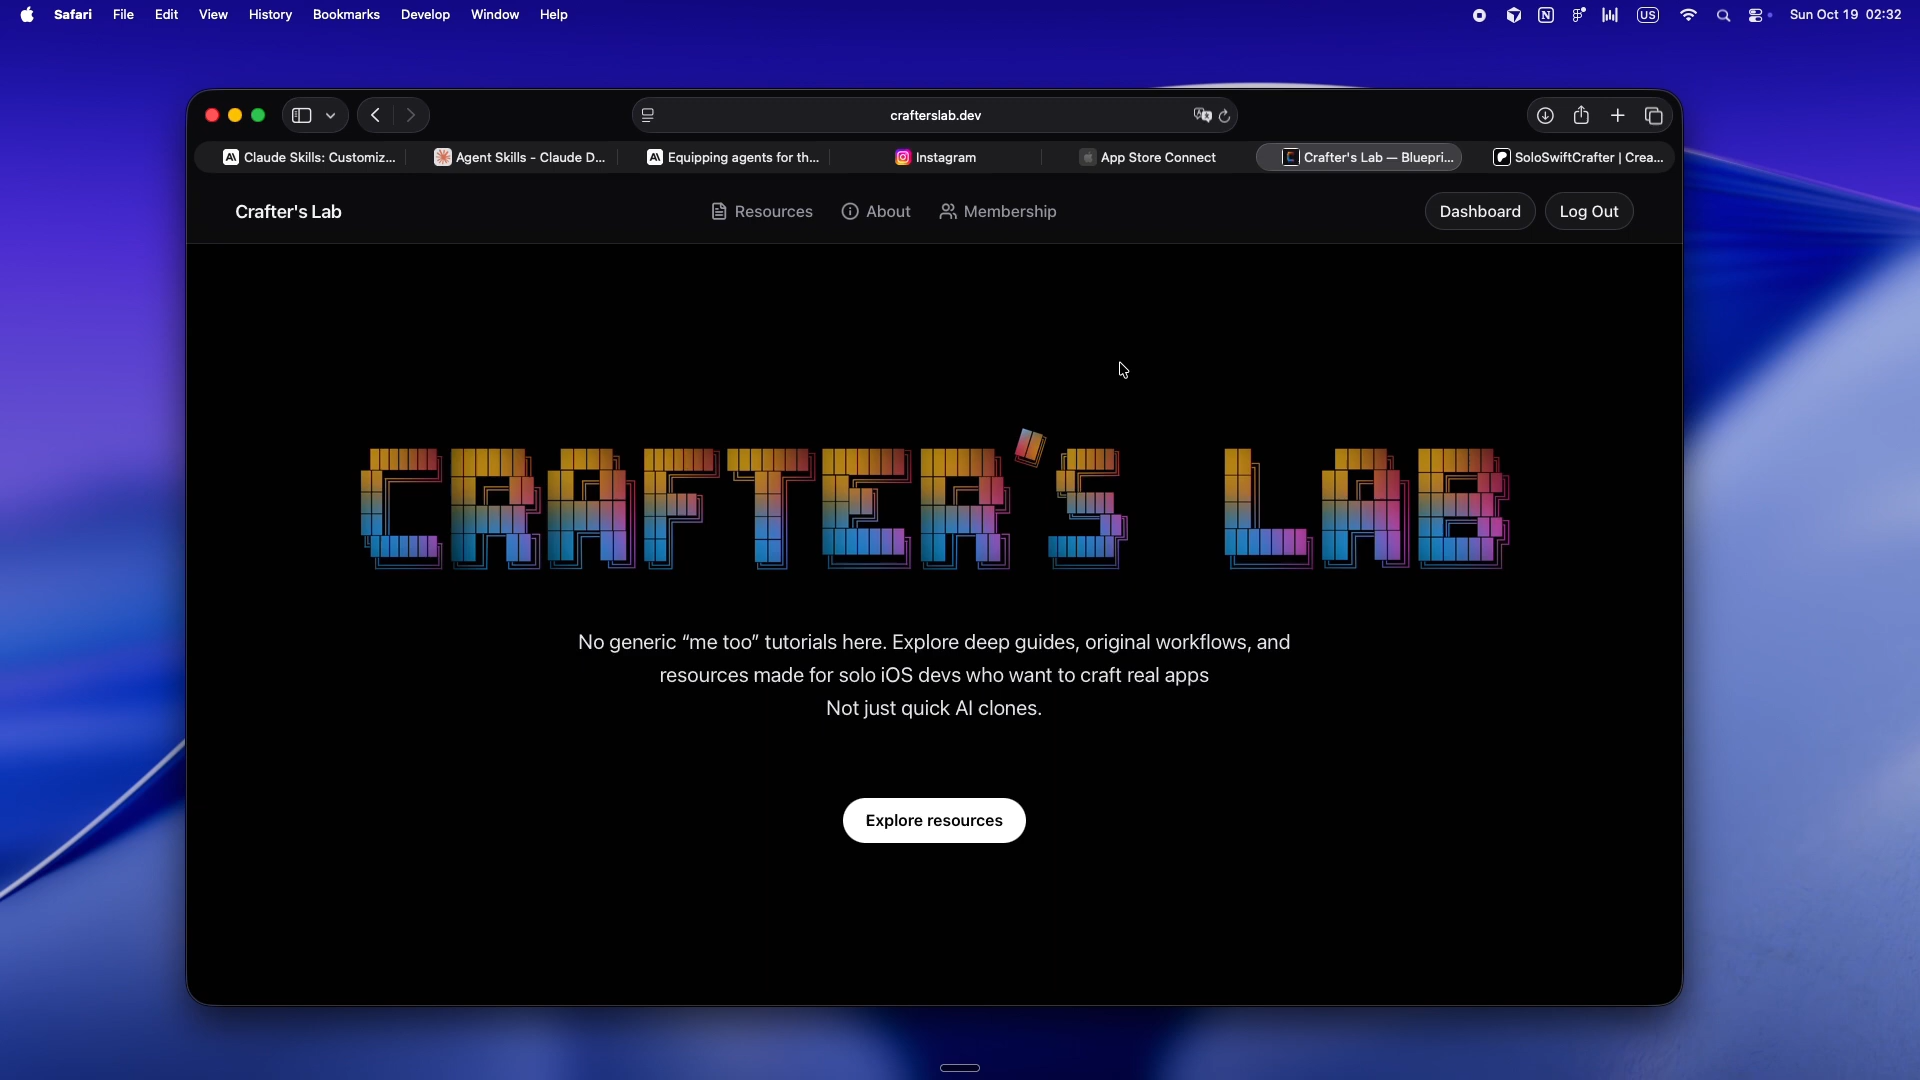 Safari File Edit View History Bookmarks Develop Window Help
US
Sun Oct 19 02:32
crafterslab.dev
Claude Skills: Customiz...
Agent Skills - Claude D...
Equipping agents for th...
Instagram
App Store Connect
Crafter's Lab — Bluepri...
SoloSwiftCrafter | Crea...
Crafter's Lab
Resources
About
Membership
Dashboard
Log Out
CRAFTER'S LAB
No generic “me too” tutorials here. Explore deep guides, original workflows, and
resources made for solo iOS devs who want to craft real apps
Not just quick AI clones.
Explore resources